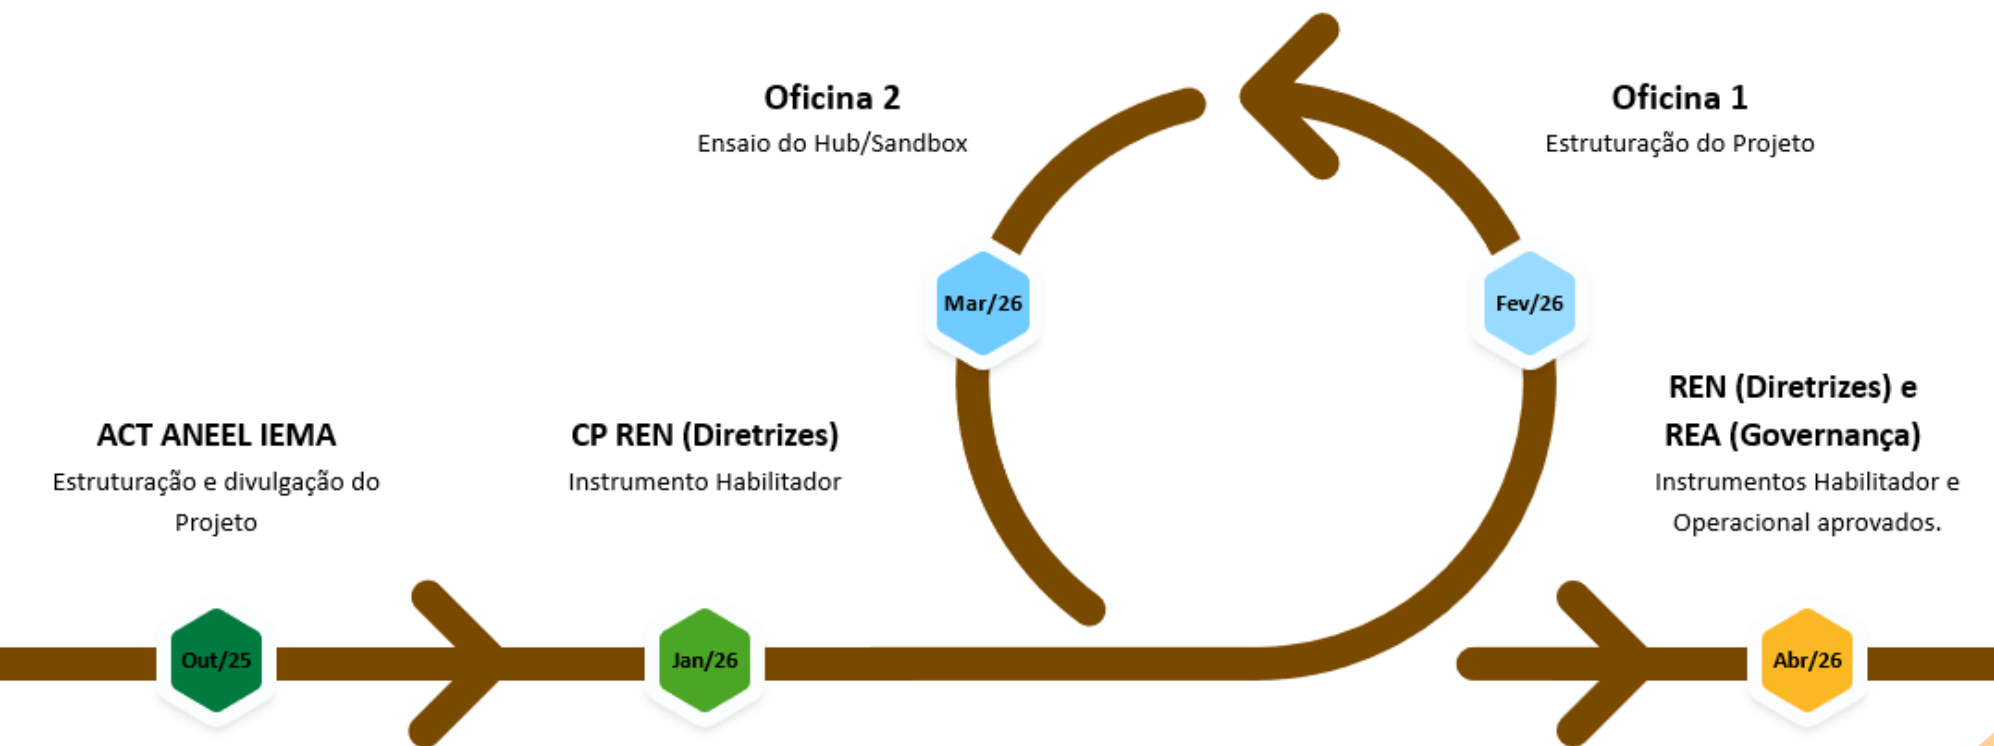 Oficina 2
Ensaio do Hub/Sandbox
Oficina 1
Estruturação do Projeto
Mar/26
Fev/26
ACT ANEEL IEMA
Estruturação e divulgação do
Projeto
CP REN (Diretrizes)
Instrumento Habilitador
REN (Diretrizes) e
REA (Governança)
Instrumentos Habilitador e
Operacional aprovados.
Out/25
Jan/26
Abr/26